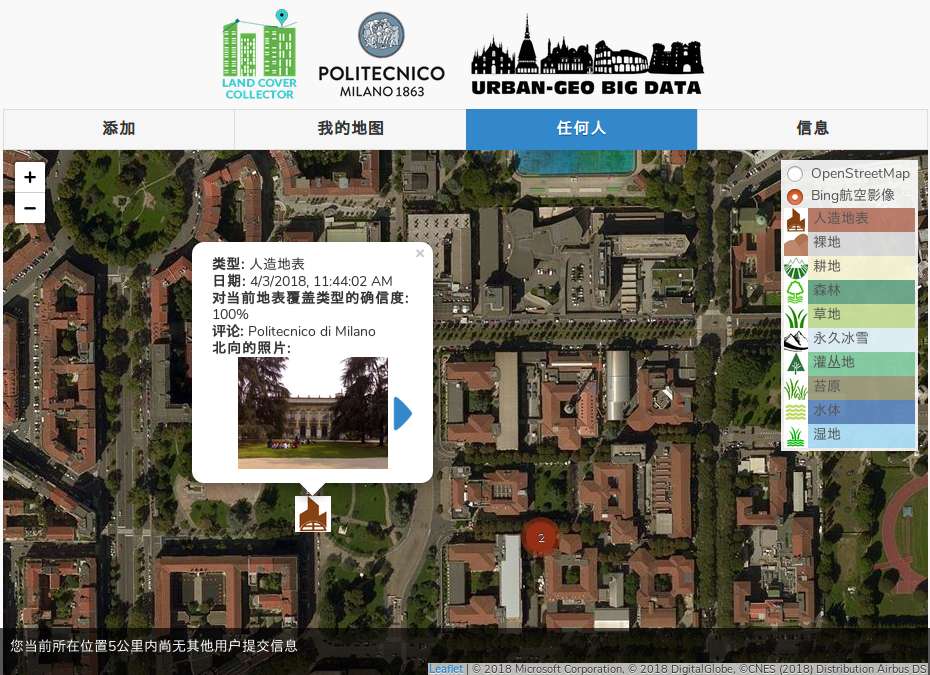 LAND COVER
COLLECTOR
POLITECNICO
MILANO 1863
URBAN-GEO BIG DATA
添加
我的地图
任何人
信息
+
−
OpenStreetMap
Bing航空影像
人造地表
裸地
耕地
森林
草地
永久冰雪
灌丛地
苔原
水体
湿地
×
类型: 人造地表
日期: 4/3/2018, 11:44:02 AM
对当前地表覆盖类型的确信度:
100%
评论: Politecnico di Milano
北向的照片:
2
您当前所在位置5公里内尚无其他用户提交信息
Leaflet | © 2018 Microsoft Corporation, © 2018 DigitalGlobe, ©CNES (2018) Distribution Airbus DS